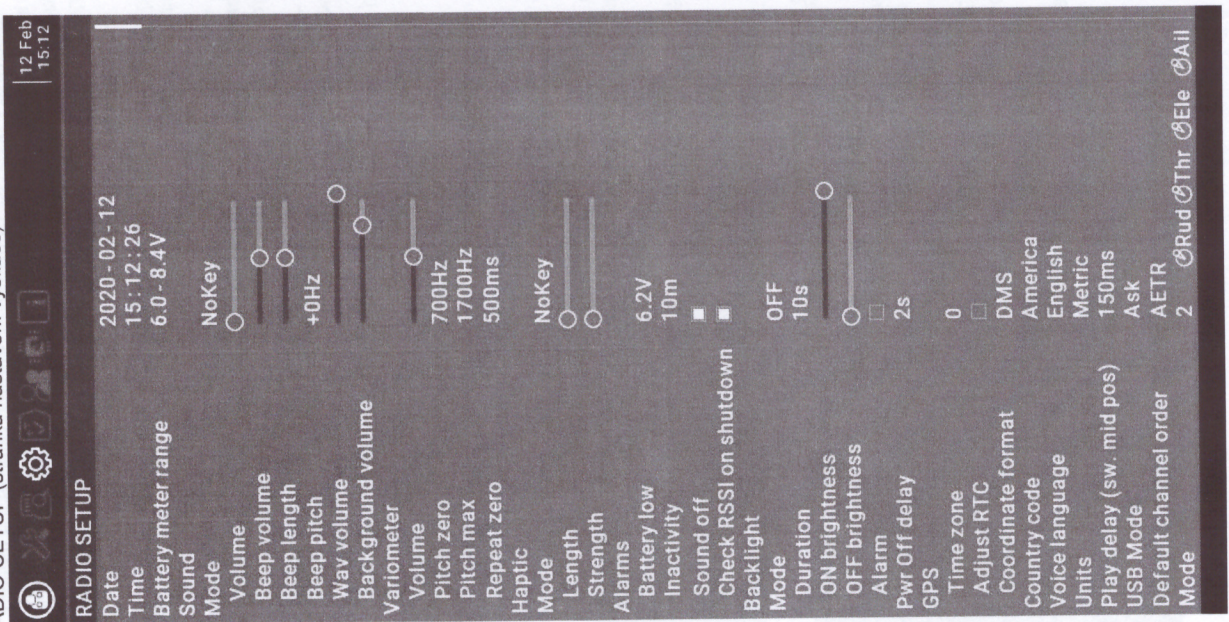 ADIO SETUP (stránka nastavení vysílače)
12 Feb
15:12
RADIO SETUP
Date 2020-02-12
Time 15:12:26
Battery meter range 6.0-8.4V
Sound
Mode NoKey
Volume
Beep volume
Beep length
Beep pitch +0Hz
Wav volume
Background volume
Variometer
Volume
Pitch zero 700Hz
Pitch max 1700Hz
Repeat zero 500ms
Haptic
Mode NoKey
Length
Strength
Alarms
Battery low 6.2V
Inactivity 10m
Sound off
Check RSSI on shutdown
Backlight
Mode OFF
Duration 10s
ON brightness
OFF brightness
Alarm
Pwr Off delay 2s
GPS
Time zone 0
Adjust RTC
Coordinate format DMS
Country code America
Voice language English
Units Metric
Play delay (sw. mid pos) 150ms
USB Mode Ask
Default channel order AETR
Mode 2 Rud Thr Ele Ail